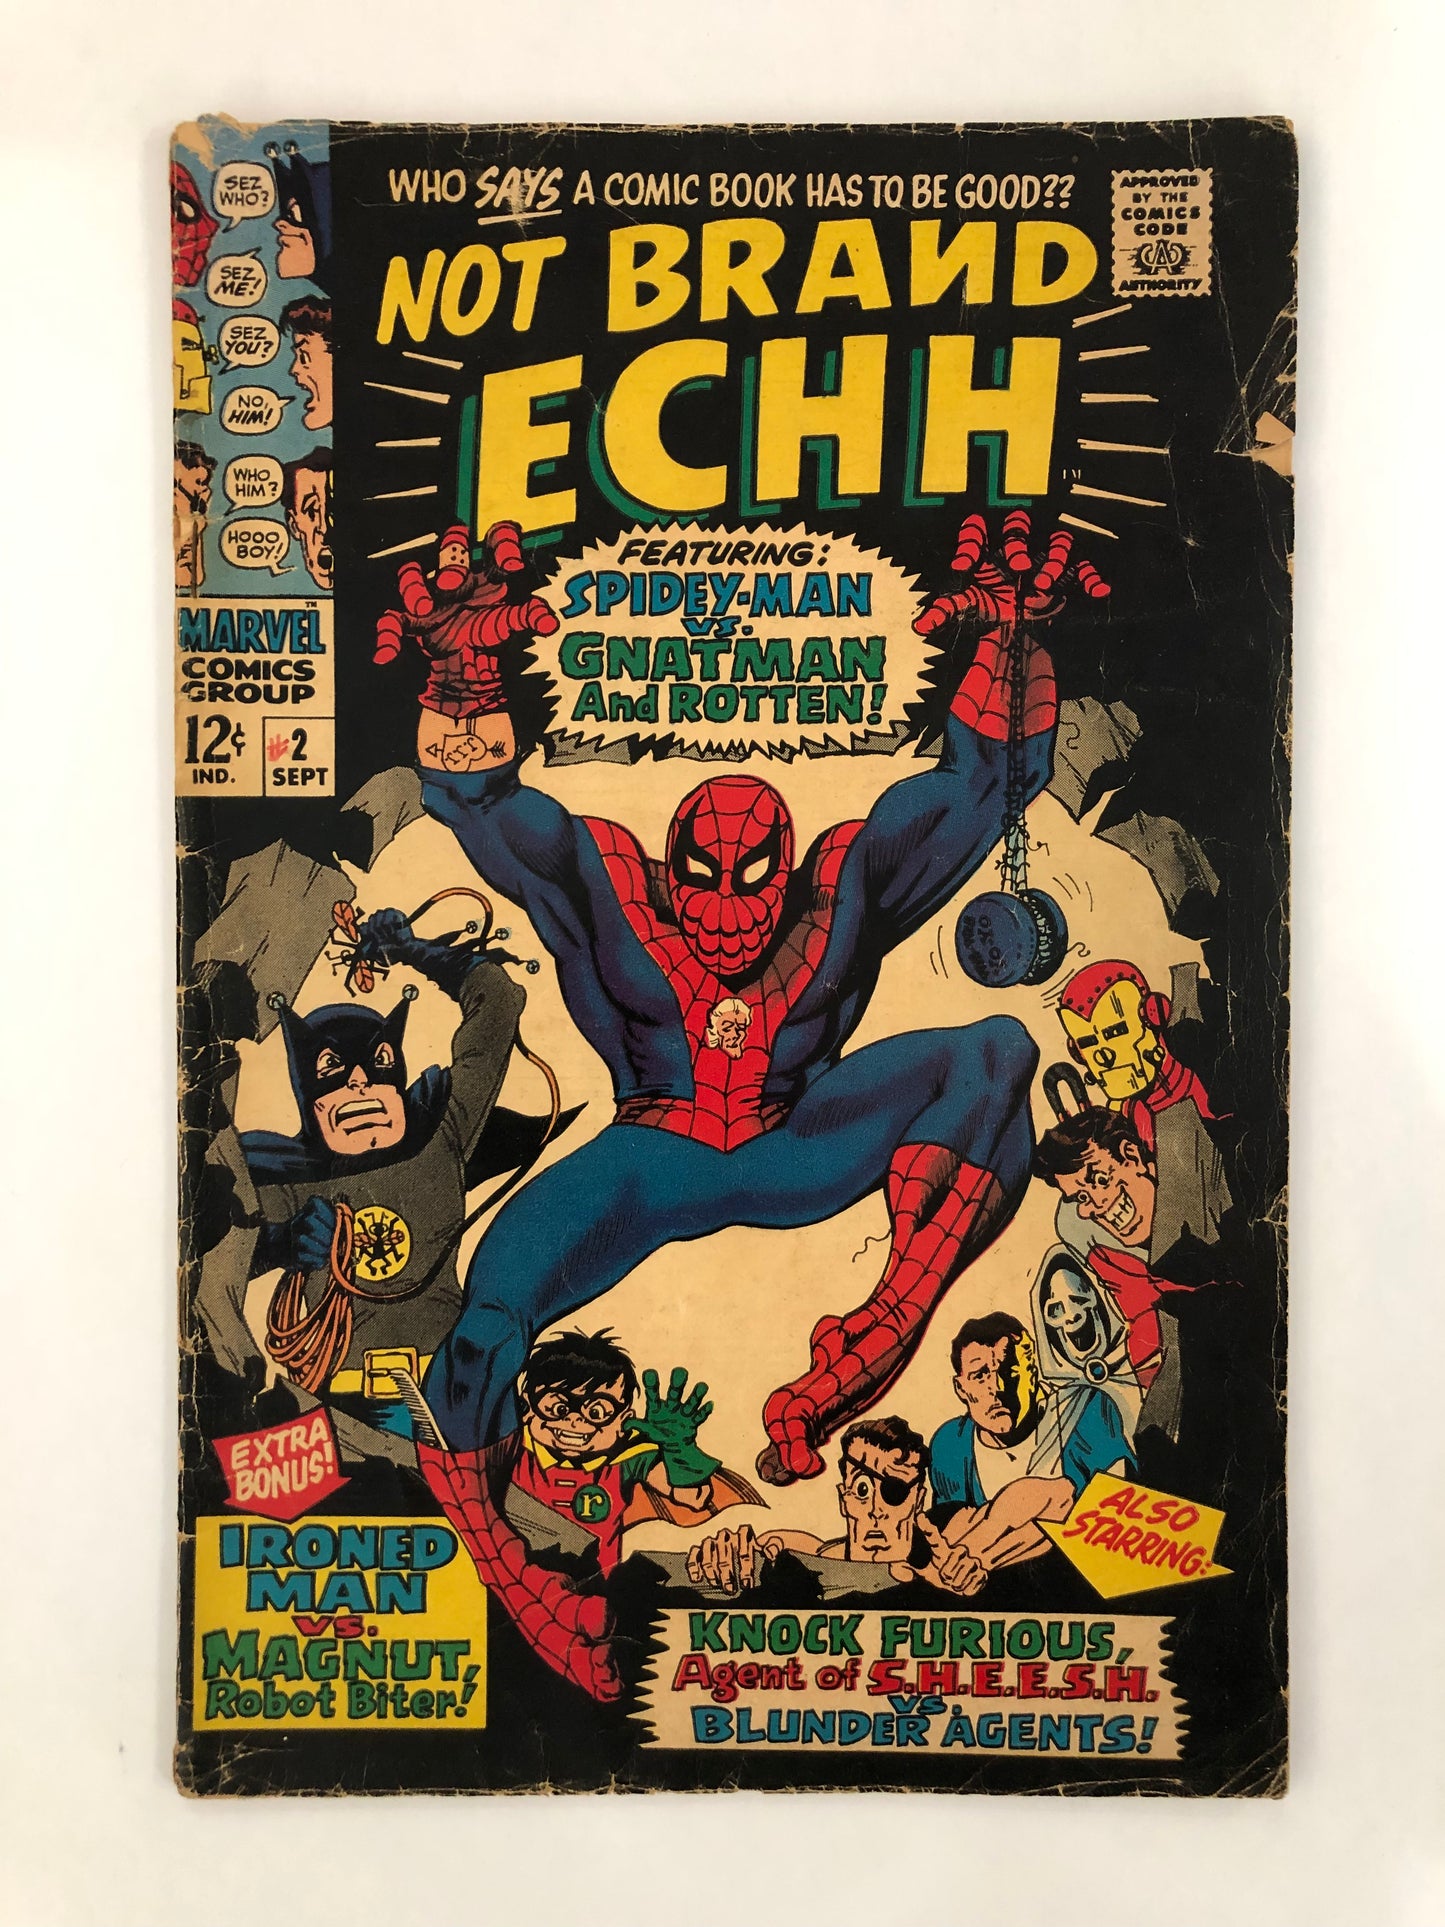 WHO SAYS A COMIC BOOK HAS TO BE GOOD??
NOT BRAИD
ECHH
APPROVED
BY THE
COMICS
CODE
CA
AUTHORITY
SEZ
WHO?
SEZ
ME!
SEZ
YOU?
NO,
HIM!
WHO
HIM?
HOOO
BOY!
MARVEL™
COMICS
GROUP
12¢
IND.
#2
SEPT
FEATURING:
SPIDEY-MAN
VS.
GNATMAN
And ROTTEN!
r
EXTRA
BONUS!
IRONED
MAN
VS.
MAGNUT,
Robot Biter!
ALSO
STARRING:
KNOCK FURIOUS,
Agent of S.H.E.E.S.H.
VS.
BLUNDER AGENTS!